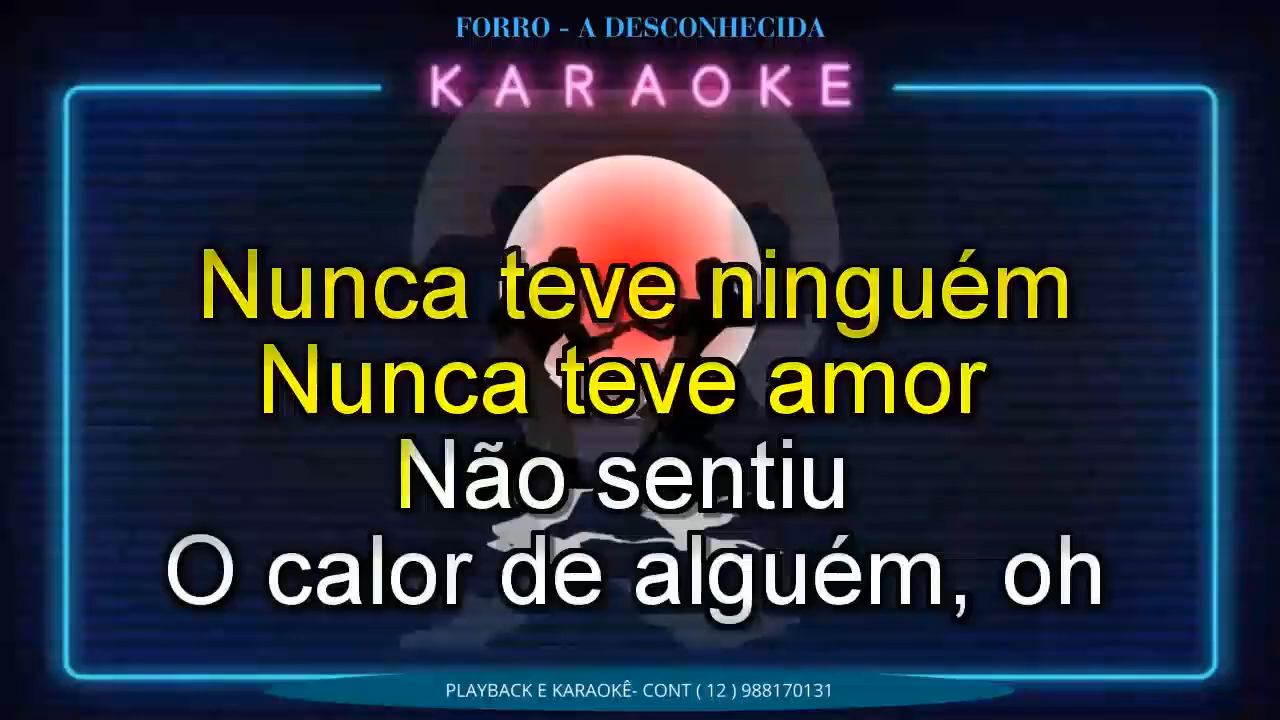 FORRO - A DESCONHECIDA
KARAOKE
Nunca teve ninguém
Nunca teve amor
Não sentiu
O calor de alguém, oh
PLAYBACK E KARAOKÊ- CONT ( 12 ) 988170131